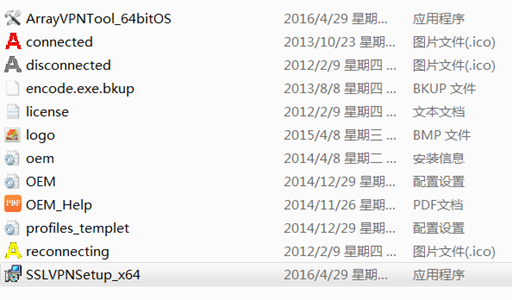 ArrayVPNTool_64bitOS 2016/4/29 星期... 应用程序
connected 2013/10/23 星期... 图片文件(.ico)
disconnected 2012/2/9 星期四 ... 图片文件(.ico)
encode.exe.bkup 2013/8/8 星期四 ... BKUP 文件
license 2012/2/9 星期四 ... 文本文档
logo 2015/4/8 星期三 ... BMP 文件
oem 2014/4/8 星期二 ... 安装信息
OEM 2014/12/29 星期... 配置设置
PDF OEM_Help 2014/11/26 星期... PDF文档
profiles_templet 2014/12/29 星期... 配置设置
reconnecting 2012/2/9 星期四 ... 图片文件(.ico)
SSLVPNSetup_x64 2016/4/29 星期... 应用程序